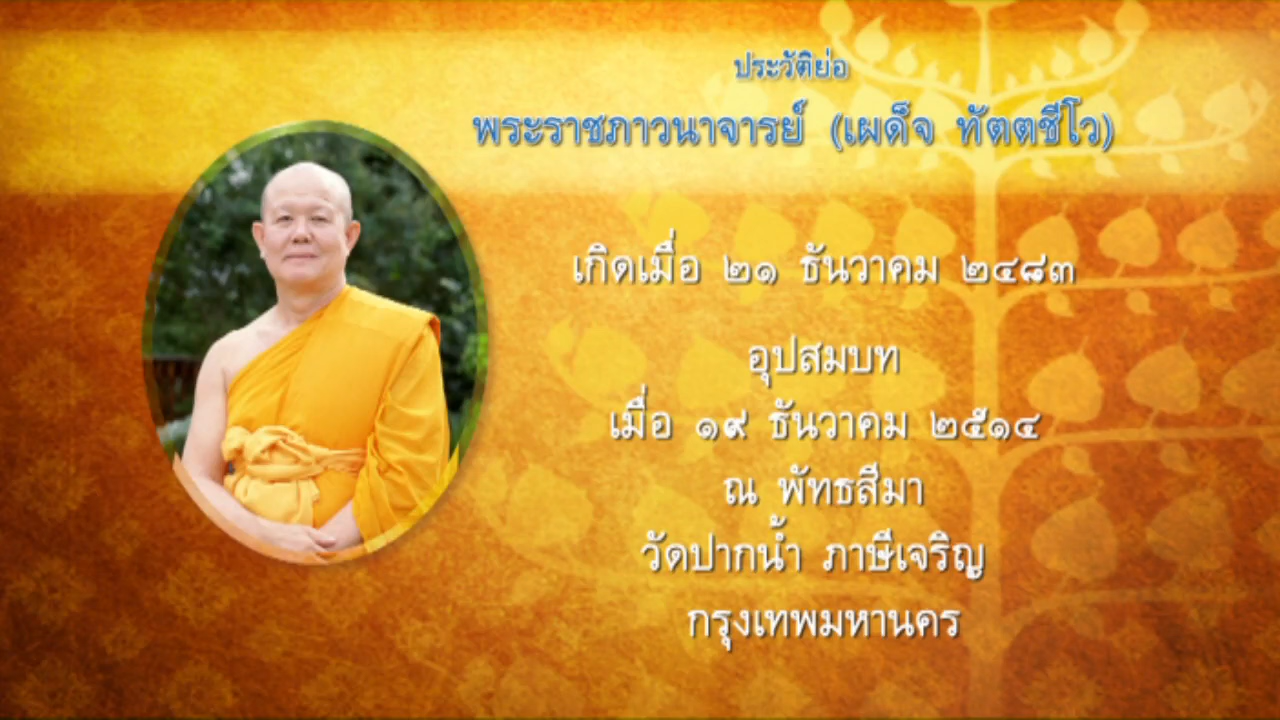 ประวัติย่อ
พระราชภาวนาจารย์ (เผด็จ ทัตตชีโว)
เกิดเมื่อ ๒๑ ธันวาคม ๒๔๘๓
อุปสมบท
เมื่อ ๑๙ ธันวาคม ๒๕๑๔
ณ พัทธสีมา
วัดปากน้ำ ภาษีเจริญ
กรุงเทพมหานคร